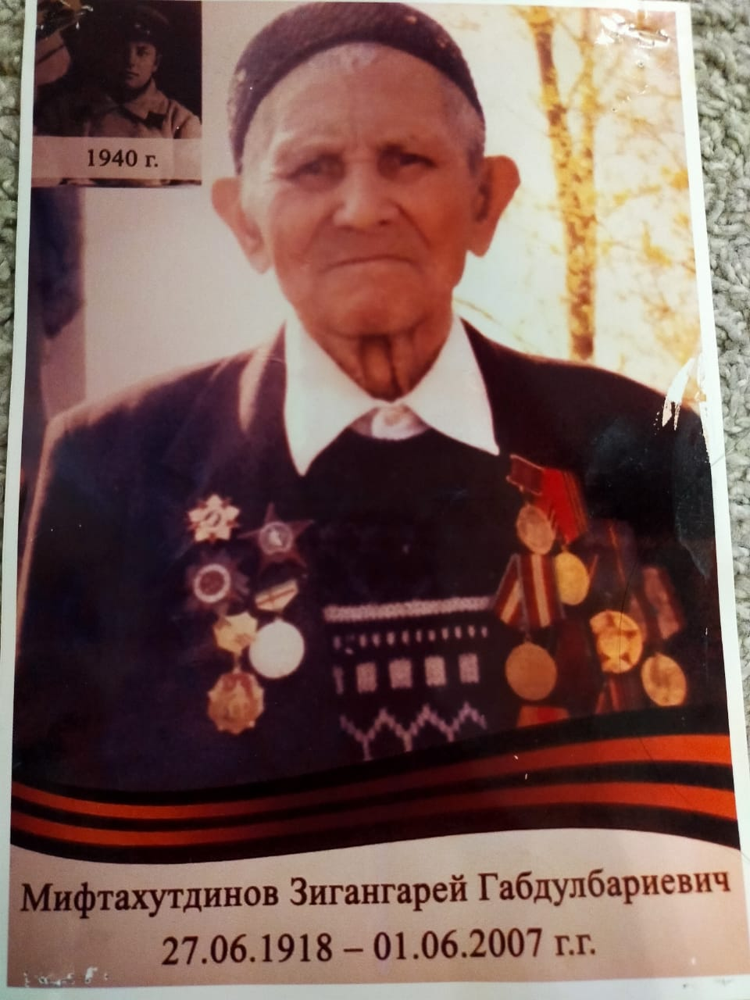 1940 г.
Мифтахутдинов Зигангарей Габдулбариевич
27.06.1918 – 01.06.2007 г.г.